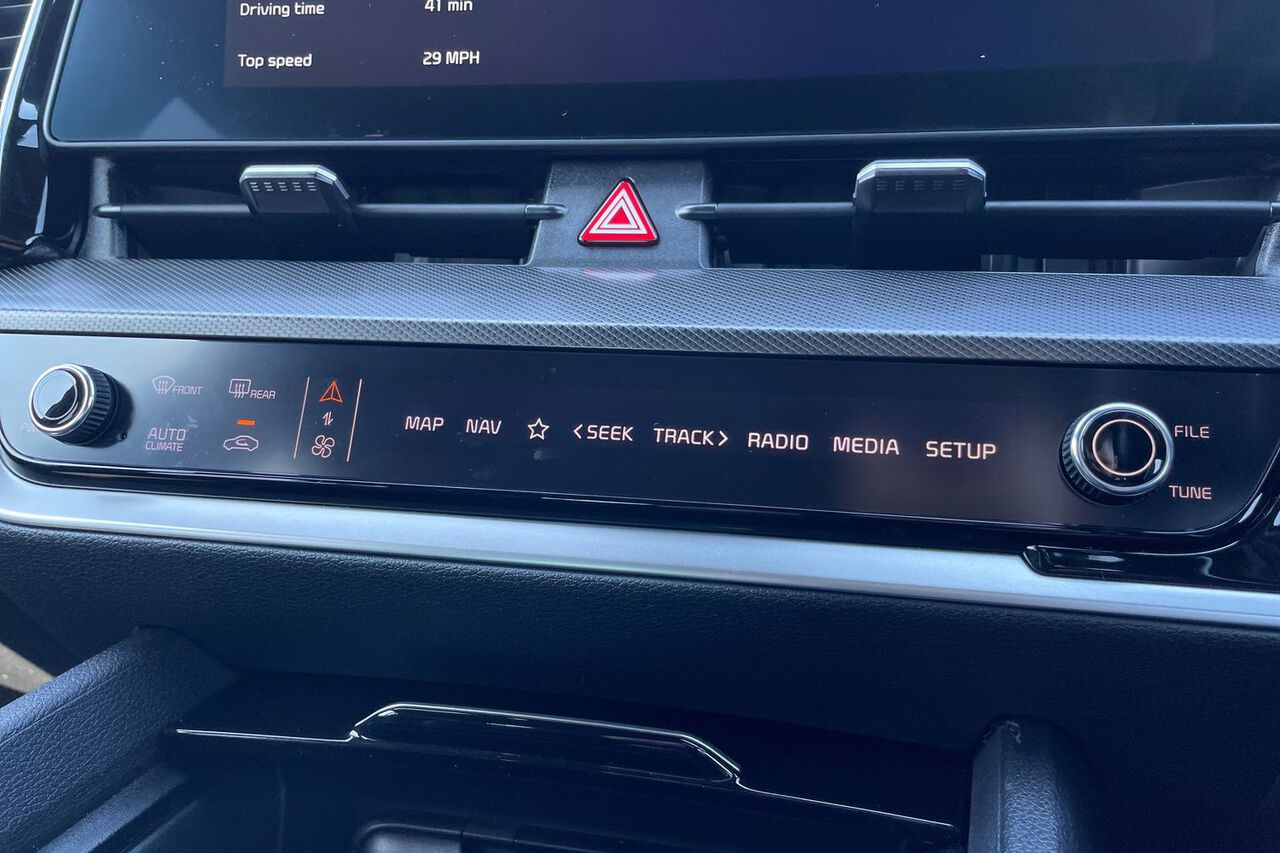 Driving time 41 min
Top speed 29 MPH
FRONT REAR
AUTO
CLIMATE
MAP NAV <SEEK TRACK> RADIO MEDIA SETUP
FILE
TUNE